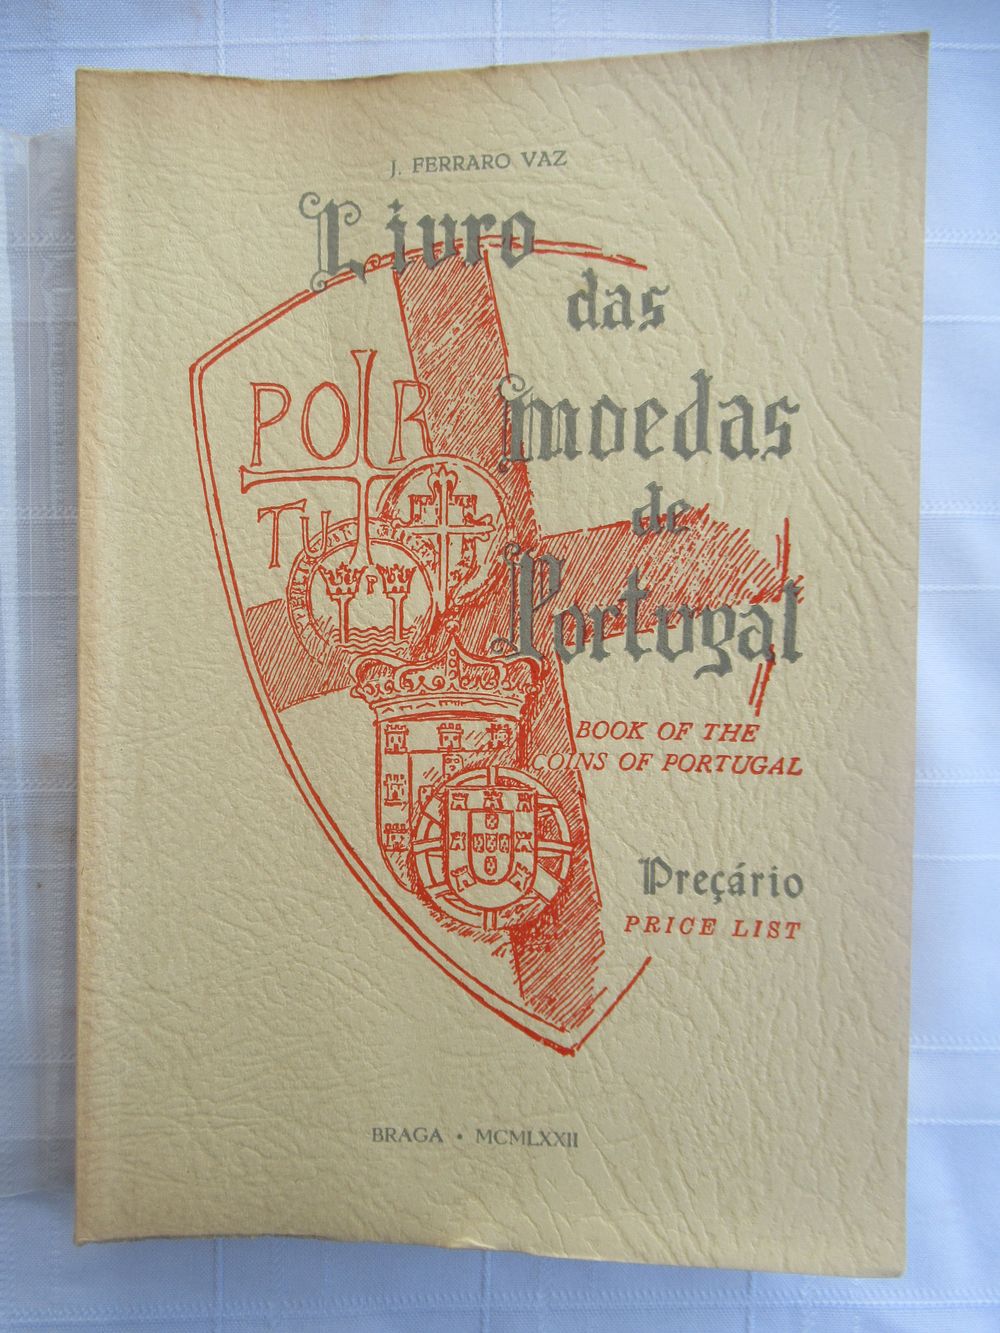 J. FERRARO VAZ
Livro
das
moedas
de
Portugal
POR
TU
P
BOOK OF THE
COINS OF PORTUGAL
Preçário
PRICE LIST
BRAGA • MCMLXXII